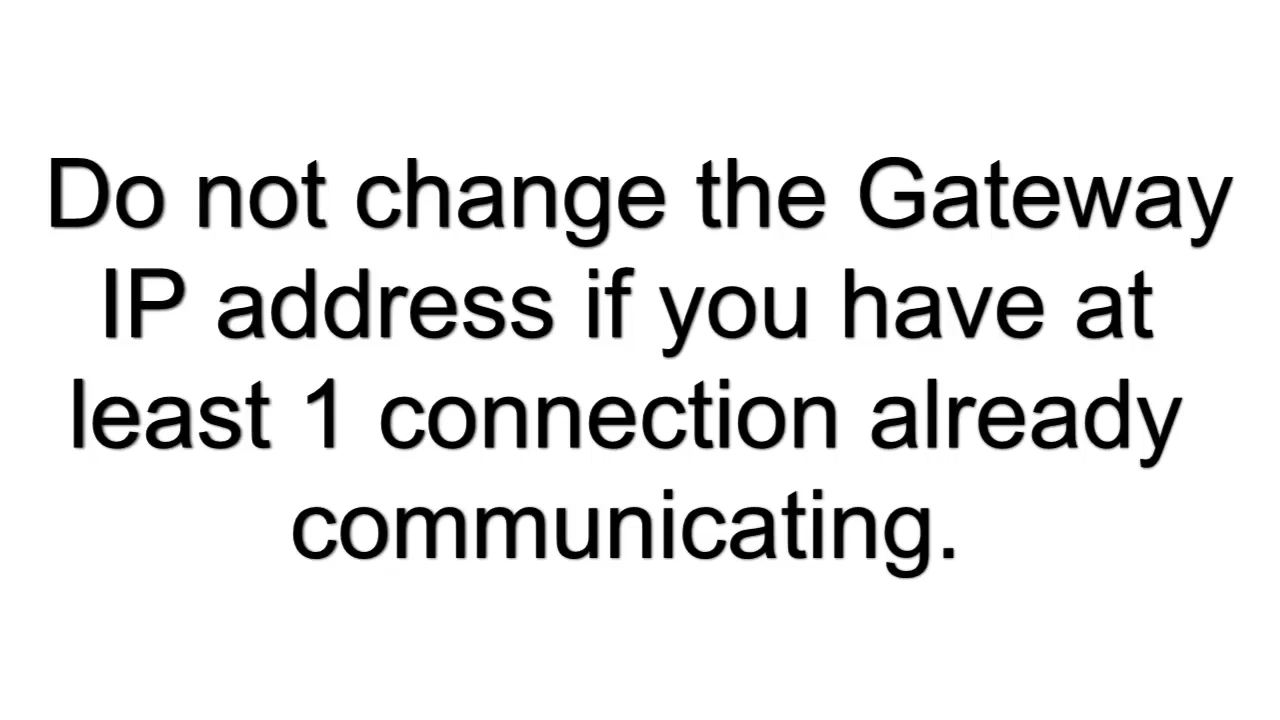 Do not change the Gateway
IP address if you have at
least 1 connection already
communicating.